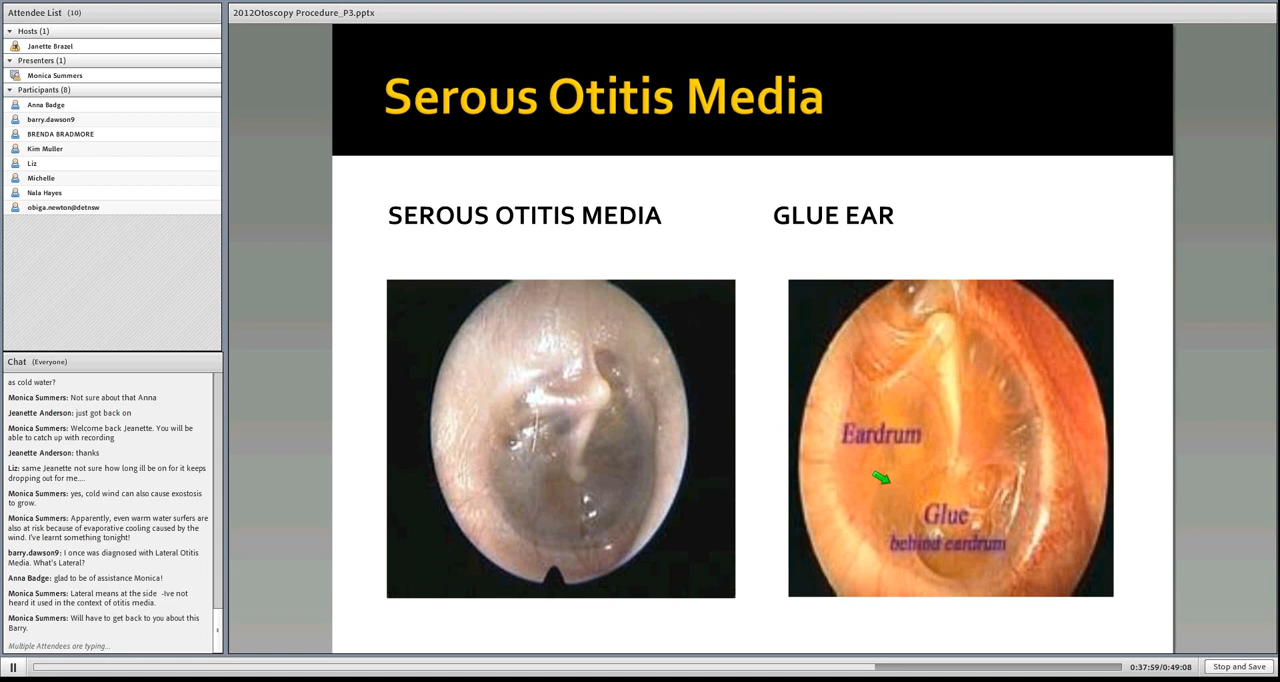 Attendee List (10)
Hosts (1)
Janette Brazel
Presenters (1)
Monica Summers
Participants (8)
Anna Badge
barry.dawson9
BRENDA BRADMORE
Kim Muller
Liz
Michelle
Nala Hayes
obiga.newton@detnsw
Chat (Everyone)
as cold water?
Monica Summers: Not sure about that Anna
Jeanette Anderson: just got back on
Monica Summers: Welcome back Jeanette. You will be
able to catch up with recording
Jeanette Anderson: thanks
Liz: same Jeanette not sure how long ill be on for it keeps
dropping out for me....
Monica Summers: yes, cold wind can also cause exostosis
to grow.
Monica Summers: Apparently, even warm water surfers are
also at risk because of evaporative cooling caused by the
wind. I've learnt something tonight!
barry.dawson9: I once was diagnosed with Lateral Otitis
Media. What's Lateral?
Anna Badge: glad to be of assistance Monica!
Monica Summers: Lateral means at the side -Ive not
heard it used in the context of otitis media.
Monica Summers: Will have to get back to you about this
Barry.
Multiple Attendees are typing...
2012Otoscopy Procedure_P3.pptx
Serous Otitis Media
SEROUS OTITIS MEDIA
GLUE EAR
Eardrum
Glue
behind eardrum
0:37:59/0:49:08
Stop and Save